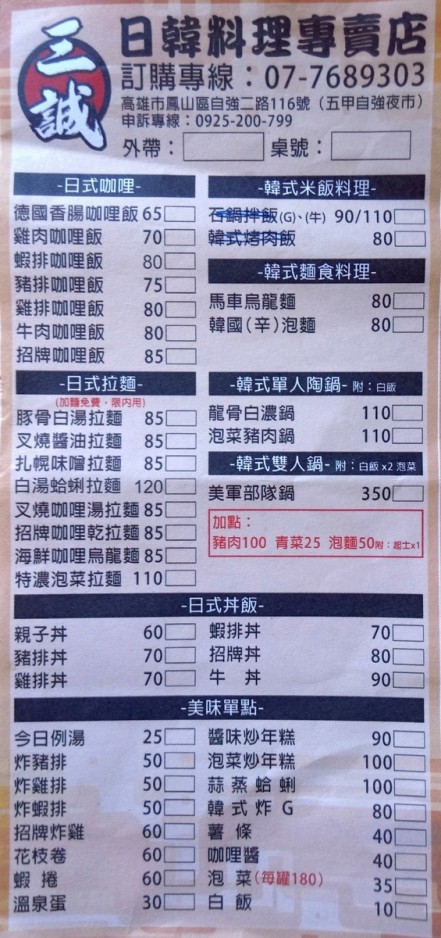 三誠
日韓料理專賣店
訂購專線：07-7689303
高雄市鳳山區自強二路116號（五甲自強夜市）
申訴專線：0925-200-799
外帶： 桌號：
-日式咖哩-
德國香腸咖哩飯 65
雞肉咖哩飯 70
蝦排咖哩飯 80
豬排咖哩飯 75
雞排咖哩飯 80
牛肉咖哩飯 80
招牌咖哩飯 85
-韓式米飯料理-
石鍋拌飯(G)、(牛) 90/110
韓式烤肉飯 80
-韓式麵食料理-
馬車烏龍麵 80
韓國(辛)泡麵 80
-日式拉麵-
(加麵免費，限內用)
豚骨白湯拉麵 85
叉燒醬油拉麵 85
扎幌味噌拉麵 85
白湯蛤蜊拉麵 120
叉燒咖哩湯拉麵 85
招牌咖哩乾拉麵 85
海鮮咖哩烏龍麵 85
特濃泡菜拉麵 110
-韓式單人陶鍋- 附：白飯
龍骨白濃鍋 110
泡菜豬肉鍋 110
-韓式雙人鍋- 附：白飯x2 泡菜
美軍部隊鍋 350
加點：
豬肉100 青菜25 泡麵50附：起士x1
-日式丼飯-
親子丼 60
豬排丼 70
雞排丼 70
蝦排丼 70
招牌丼 80
牛 丼 90
-美味單點-
今日例湯 25
炸豬排 50
炸雞排 50
炸蝦排 50
招牌炸雞 60
花枝卷 60
蝦 捲 60
溫泉蛋 30
醬味炒年糕 90
泡菜炒年糕 100
蒜蒸蛤蜊 100
韓式炸G 80
薯 條 40
咖哩醬 40
泡 菜(每罐180) 35
白 飯 10